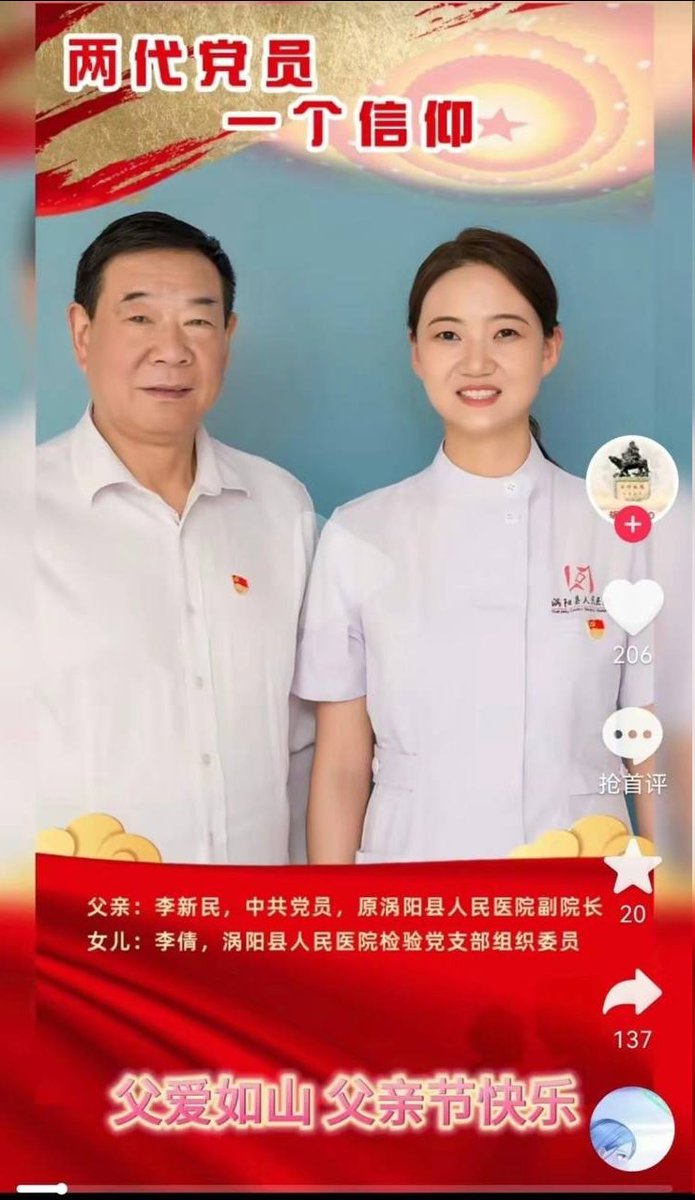 两代党员
一个信仰
涡阳县人民医
206
抢首评
父亲：李新民，中共党员，原涡阳县人民医院副院长
20
女儿：李倩，涡阳县人民医院检验党支部组织委员
137
父爱如山 父亲节快乐